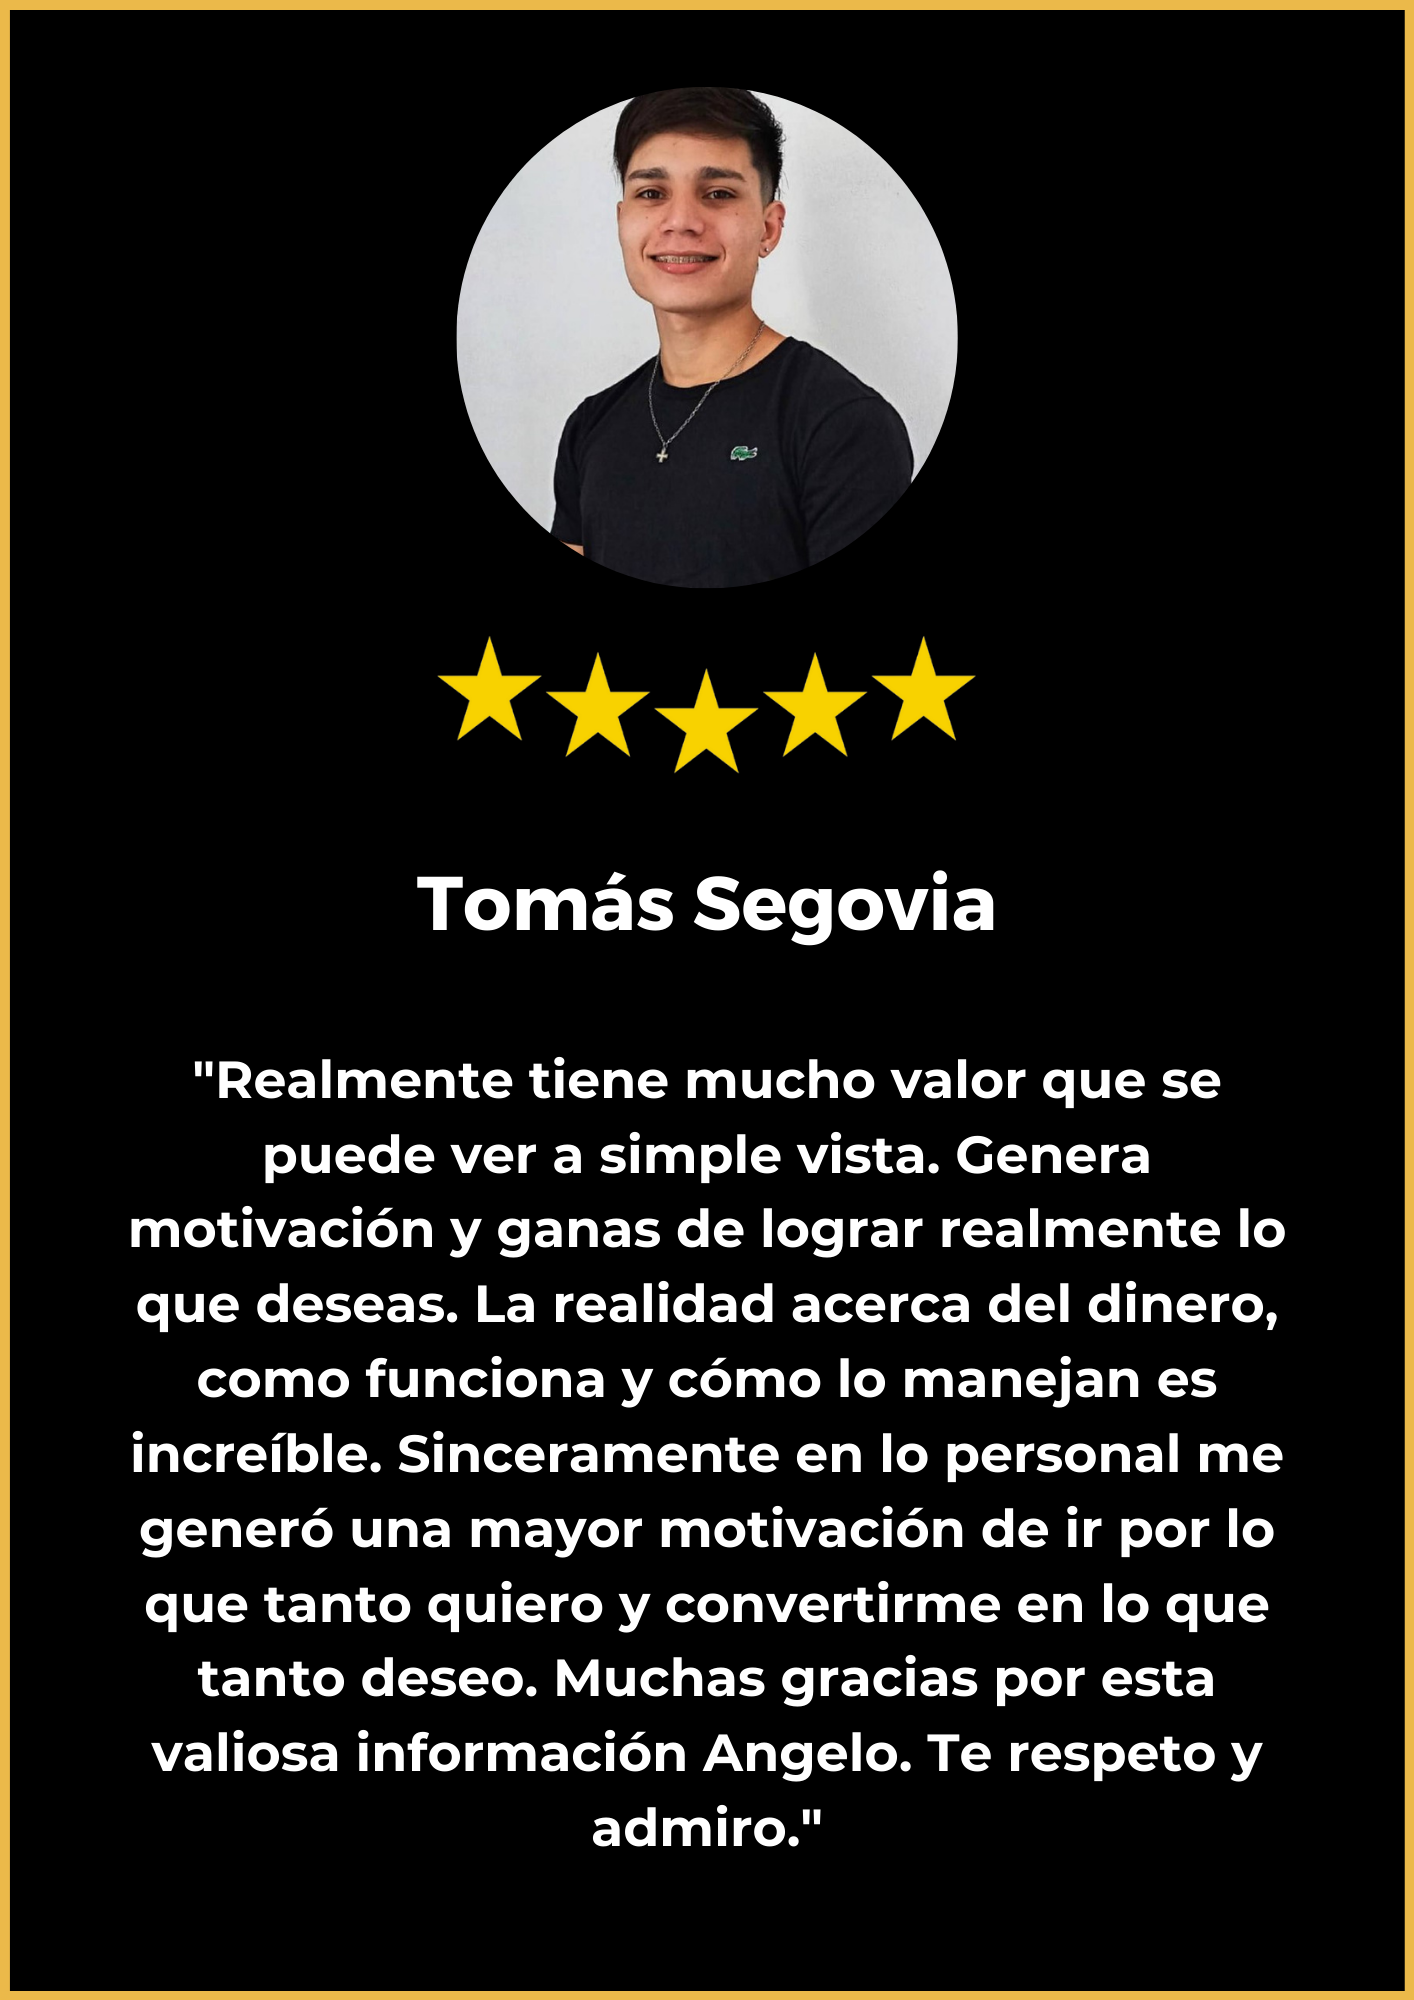 Tomás Segovia
"Realmente tiene mucho valor que se
puede ver a simple vista. Genera
motivación y ganas de lograr realmente lo
que deseas. La realidad acerca del dinero,
como funciona y cómo lo manejan es
increíble. Sinceramente en lo personal me
generó una mayor motivación de ir por lo
que tanto quiero y convertirme en lo que
tanto deseo. Muchas gracias por esta
valiosa información Angelo. Te respeto y
admiro."